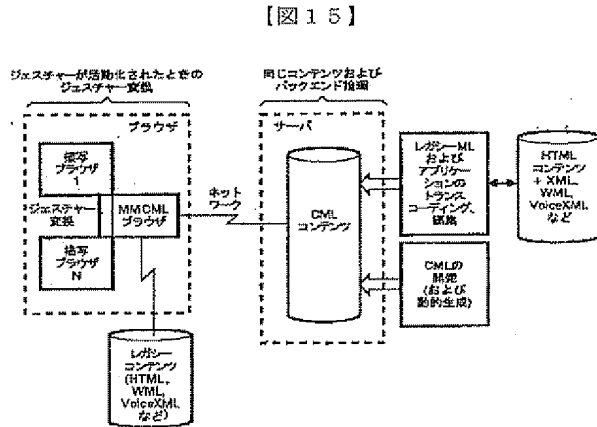 【図１５】
ジェスチャーが活動化されたときの
ジェスチャー変換
同じコンテンツおよび
バックエンド推理
ブラウザ
サーバ
描写
ブラウザ
1
ジェスチャー
変換
MMCML
ブラウザ
描写
ブラウザ
N
ネット
ワーク
CML
コンテンツ
レガシーML
および
アプリケー
ションの
トランス
コーディング、
編集
HTML
コンテンツ
+ XML,
WML,
VoiceXML
など
CMLの
開発
(および
動的生成)
レガシー
コンテンツ
(HTML,
WML,
VoiceXML
など)